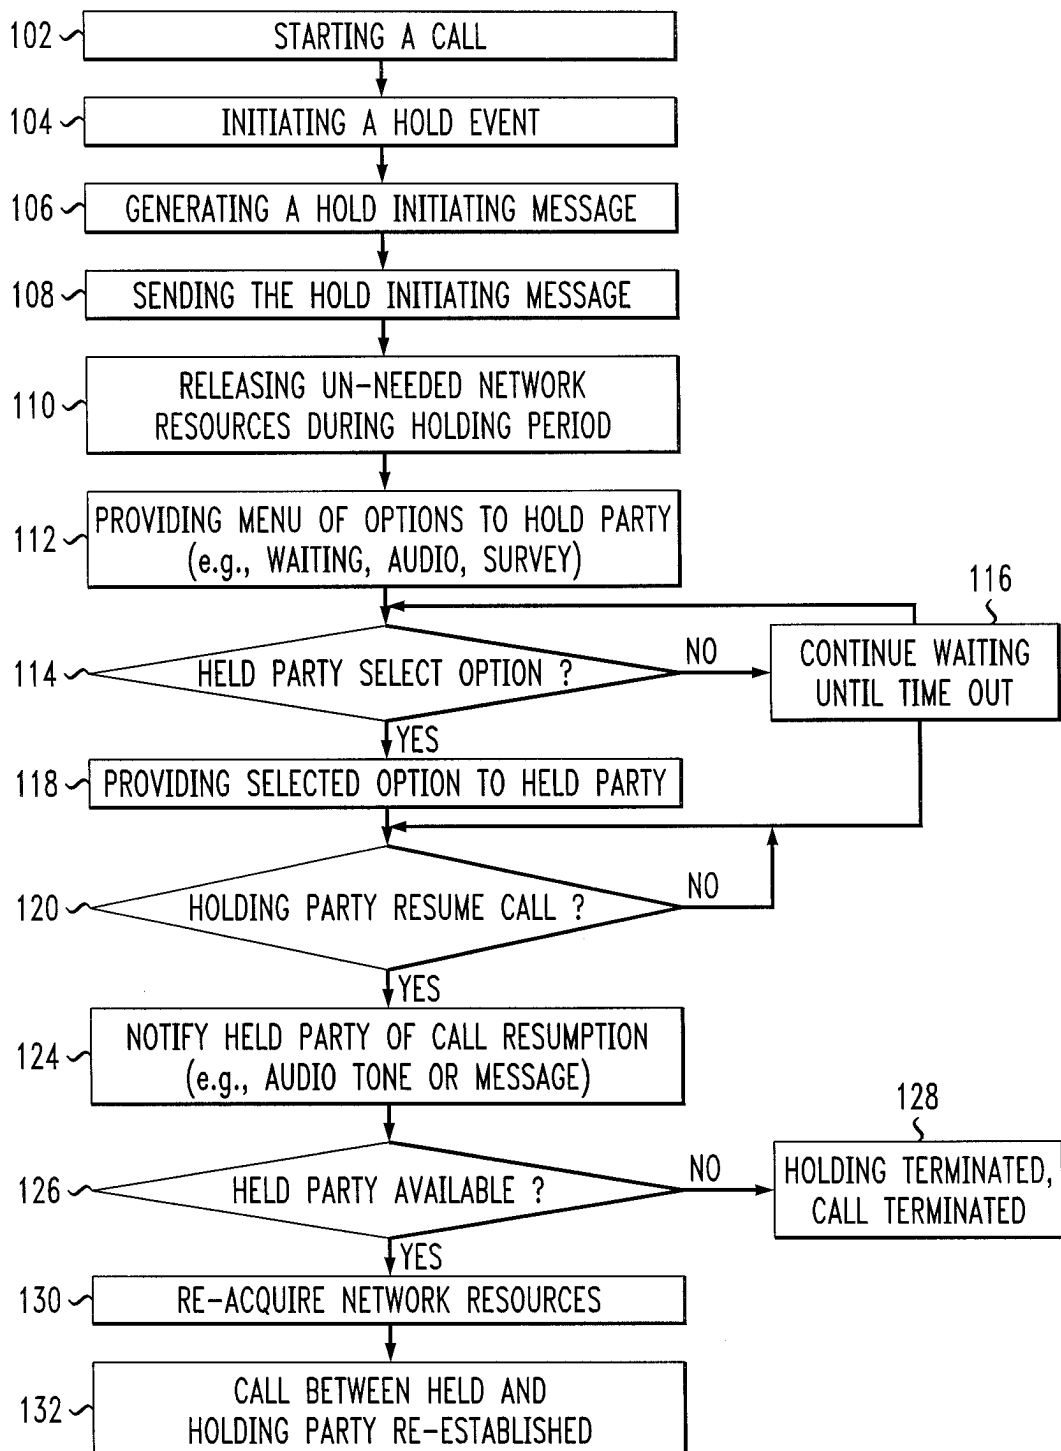 102
STARTING A CALL
104
INITIATING A HOLD EVENT
106
GENERATING A HOLD INITIATING MESSAGE
108
SENDING THE HOLD INITIATING MESSAGE
110
RELEASING UN-NEEDED NETWORK
RESOURCES DURING HOLDING PERIOD
112
PROVIDING MENU OF OPTIONS TO HOLD PARTY
(e.g., WAITING, AUDIO, SURVEY)
114
HELD PARTY SELECT OPTION ?
NO
116
CONTINUE WAITING
UNTIL TIME OUT
YES
118
PROVIDING SELECTED OPTION TO HELD PARTY
120
HOLDING PARTY RESUME CALL ?
NO
YES
124
NOTIFY HELD PARTY OF CALL RESUMPTION
(e.g., AUDIO TONE OR MESSAGE)
126
HELD PARTY AVAILABLE ?
NO
128
HOLDING TERMINATED,
CALL TERMINATED
YES
130
RE-ACQUIRE NETWORK RESOURCES
132
CALL BETWEEN HELD AND
HOLDING PARTY RE-ESTABLISHED